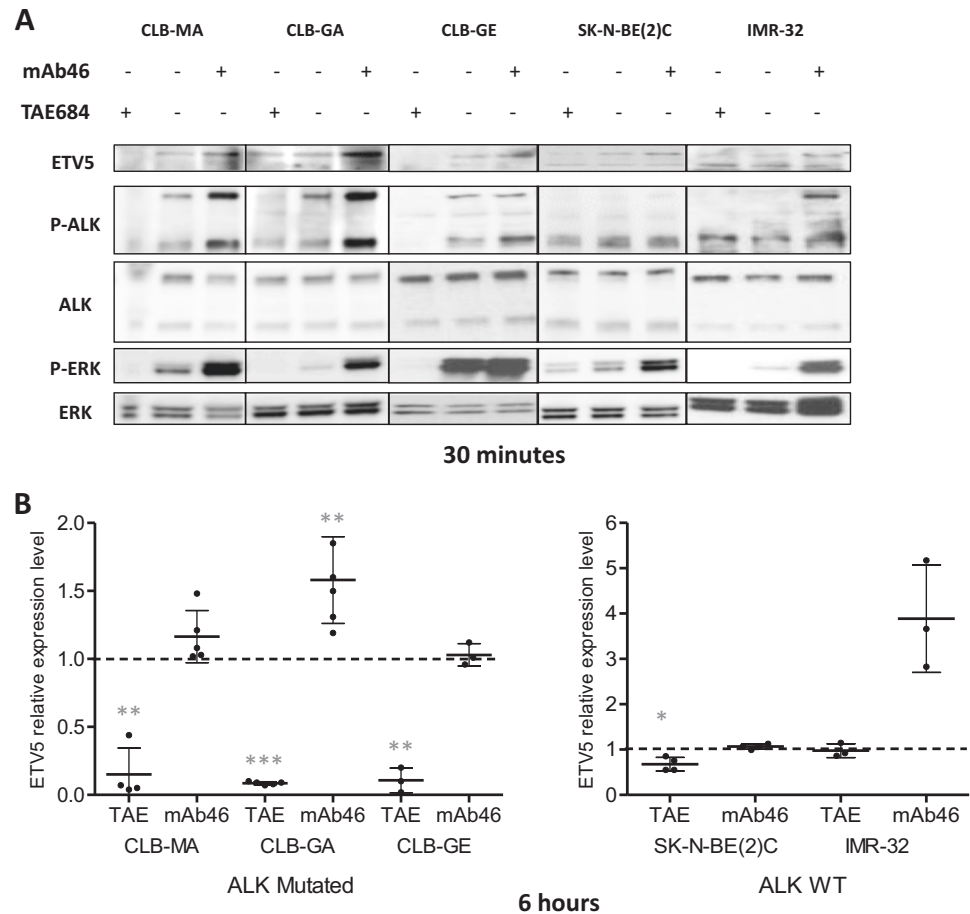 A
CLB-MA CLB-GA CLB-GE SK-N-BE(2)C IMR-32
mAb46 - - + - - + - - + - - + - - +
TAE684 + - - + - - + - - + - - + - -
ETV5
P-ALK
ALK
P-ERK
ERK
30 minutes
B
ETV5 relative expression level
2.0
1.5
1.0
0.5
0.0
**
**
***
**
TAE mAb46 TAE mAb46 TAE mAb46
CLB-MA CLB-GA CLB-GE
ALK Mutated
ETV5 relative expression level
6
5
4
3
2
1
0
*
TAE mAb46 TAE mAb46
SK-N-BE(2)C IMR-32
ALK WT
6 hours